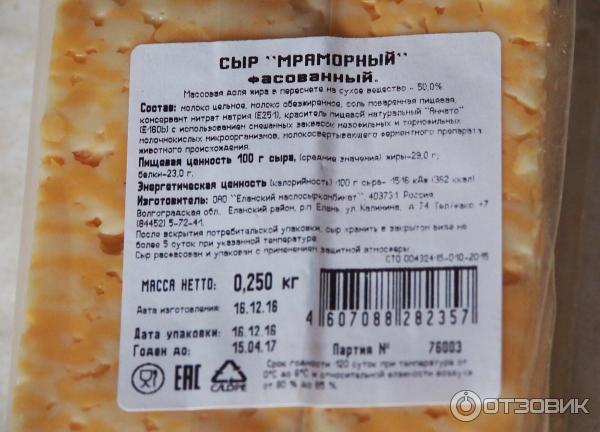 СЫР "МРАМОРНЫЙ"
фасованный.
Массовая доля жира в пересчете на сухое вещество - 50,0%
Состав: молоко цельное, молоко обезжиренное, соль поваренная пищевая,
консервант нитрат натрия (Е251), краситель пищевой натуральный "Аннато"
(Е-160b) с использованием смешанных заквасок мезофильных и термофильных
молочнокислых микроорганизмов, молокосвертывающего ферментного препарата
животного происхождения.
Пищевая ценность 100 г сыра, (средние значения) жиры-29,0 г;
белки-23,0 г.
Энергетическая ценность (калорийность) 100 г сыра- 1516 кДж (362 ккал)
Изготовитель: ОАО "Еланский маслосыркомбинат", 403731 Россия,
Волгоградская обл, Еланский район, р.п Елань, ул. Калинина, д. 74 Тел/факс +7
(84452) 5-72-41.
После вскрытия потребительской упаковки, сыр хранить в закрытом виде не
более 5 суток при указанной температуре.
Сыр расфасован и упакован с применением защитной атмосферы.
СТО 00432415-010-2015
МАССА НЕТТО: 0,250 кг
Дата изготовления: 16.12.16
Дата упаковки: 16.12.16
Годен до: 15.04.17
4 607088 282357
Партия № 76003
Срок годности 120 суток при температуре от
0°С до 6°С и относительной влажности воздуха
от 80 % до 85 %
ЕАС
C/LDPE
ОТЗОВИК